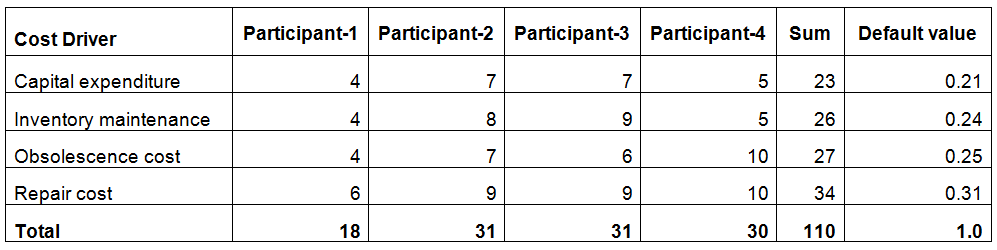 Cost Driver Participant-1 Participant-2 Participant-3 Participant-4 Sum Default value
Capital expenditure 4 7 7 5 23 0.21
Inventory maintenance 4 8 9 5 26 0.24
Obsolescence cost 4 7 6 10 27 0.25
Repair cost 6 9 9 10 34 0.31
Total 18 31 31 30 110 1.0